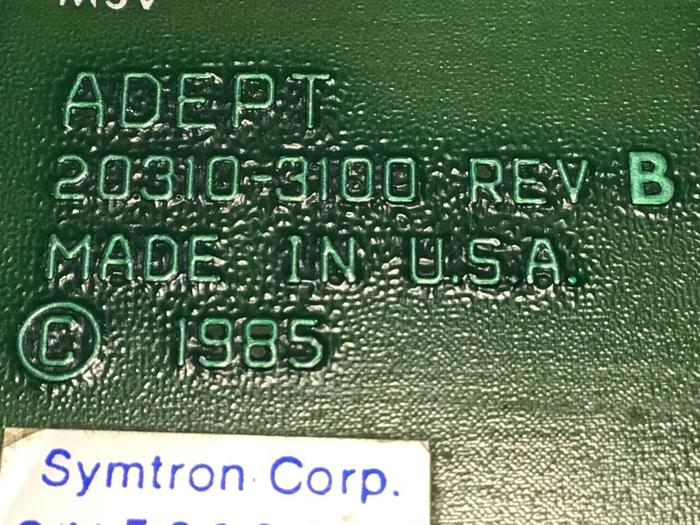 ADEPT
20310-3100 REV B
MADE IN U.S.A.
© 1985
Symtron Corp.